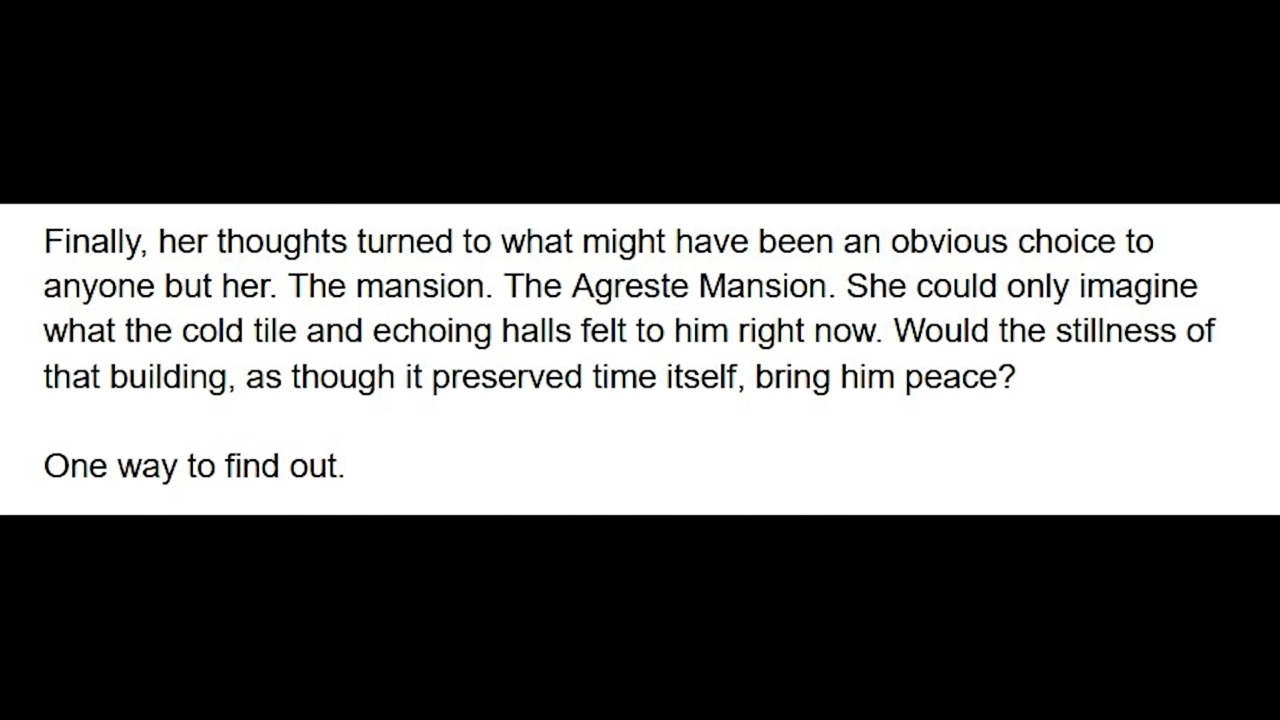 Finally, her thoughts turned to what might have been an obvious choice to
anyone but her. The mansion. The Agreste Mansion. She could only imagine
what the cold tile and echoing halls felt to him right now. Would the stillness of
that building, as though it preserved time itself, bring him peace?
One way to find out.